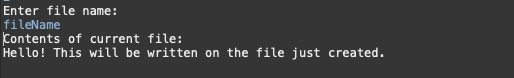 Enter file name:
fileName
Contents of current file:
Hello! This will be written on the file just created.